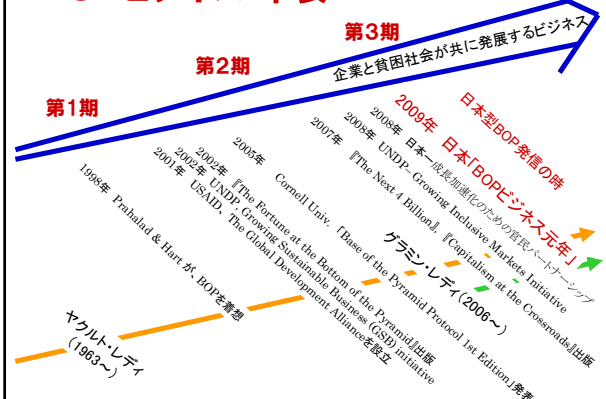 第1期
第2期
第3期
企業と貧困社会が共に発展するビジネス
1998年 Prahalad & Hart が、BOPを着想
2001年 USAID、The Global Development Allianceを設立
2002年 UNDP, Growing Sustainable Business (GSB) initiative
2002年 『The Fortune at the Bottom of the Pyramid』出版
2005年 Cornell Univ. 「Base of the Pyramid Protocol 1st Edition」発表
2007年 『The Next 4 Billion』, 『Capitalism at the Crossroads』出版
2008年 UNDP- Growing Inclusive Markets Initiative
2008年 日本ー成長加速化のための官民パートナーシップ
2009年 日本「BOPビジネス元年」
日本型BOP発信の時
グラミン・レディ(2006~)
ヤクルト・レディ
(1963~)